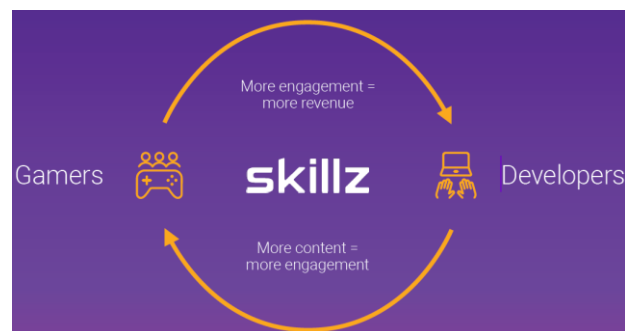 More engagement =
more revenue
Gamers
skillz
Developers
More content =
more engagement